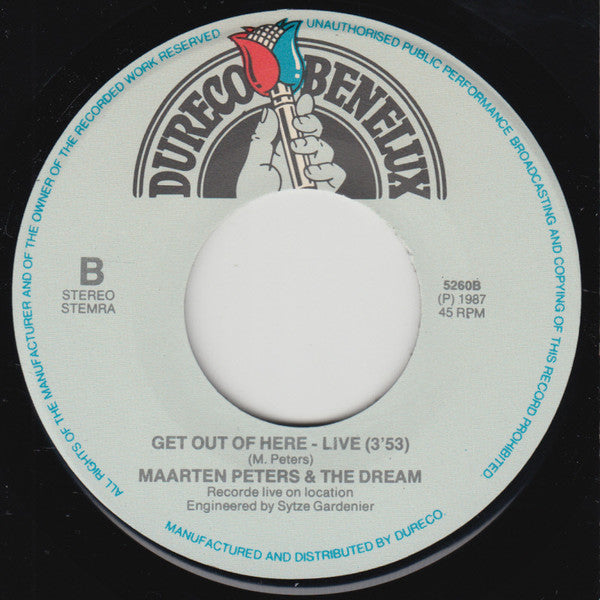 ALL RIGHTS OF THE MANUFACTURER AND OF THE OWNER OF THE RECORDED WORK RESERVED
UNAUTHORISED PUBLIC PERFORMANCE BROADCASTING AND COPYING OF THIS RECORD PROHIBITED
DURECO BENELUX
B
STEREO
STEMRA
5260B
(P) 1987
45 RPM
GET OUT OF HERE - LIVE (3'53)
(M. Peters)
MAARTEN PETERS & THE DREAM
Recorde live on location
Engineered by Sytze Gardenier
MANUFACTURED AND DISTRIBUTED BY DURECO.